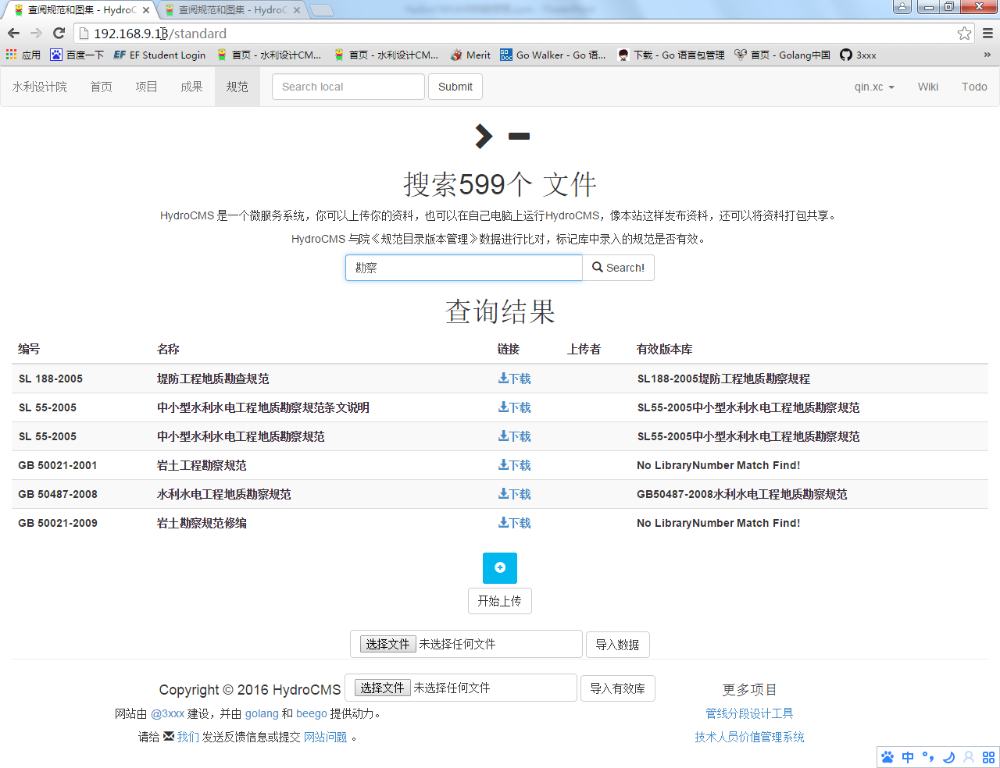 查阅规范和图集 - HydroC
查阅规范和图集 - HydroC
192.168.9.13/standard
应用 百度一下 EF Student Login 首页 - 水利设计CM... 首页 - 水利设计CM... Merit Go Walker - Go 语... 下载 - Go 语言包管理 首页 - Golang中国 3xxx »
水利设计院 首页 项目 成果 规范 Search local Submit qin.xc Wiki Todo
搜索599个 文件
HydroCMS 是一个微服务系统，你可以上传你的资料，也可以在自己电脑上运行HydroCMS，像本站这样发布资料，还可以将资料打包共享。
HydroCMS 与院《规范目录版本管理》数据进行比对，标记库中录入的规范是否有效。
勘察 Search!
查询结果
编号 名称 链接 上传者 有效版本库
SL 188-2005 堤防工程地质勘查规范 下载 SL188-2005堤防工程地质勘察规程
SL 55-2005 中小型水利水电工程地质勘察规范条文说明 下载 SL55-2005中小型水利水电工程地质勘察规范
SL 55-2005 中小型水利水电工程地质勘察规范 下载 SL55-2005中小型水利水电工程地质勘察规范
GB 50021-2001 岩土工程勘察规范 下载 No LibraryNumber Match Find!
GB 50487-2008 水利水电工程地质勘察规范 下载 GB50487-2008水利水电工程地质勘察规范
GB 50021-2009 岩土勘察规范修编 下载 No LibraryNumber Match Find!
开始上传
选择文件 未选择任何文件 导入数据
Copyright © 2016 HydroCMS 选择文件 未选择任何文件 导入有效库 更多项目
网站由 @3xxx 建设，并由 golang 和 beego 提供动力。 管线分段设计工具
请给 我们 发送反馈信息或提交 网站问题 。 技术人员价值管理系统
中